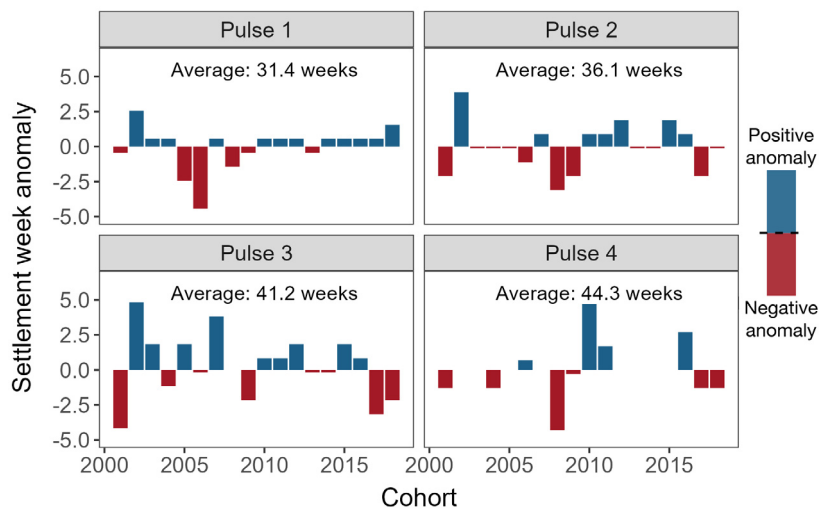 Pulse 1
Pulse 2
Average: 31.4 weeks
Average: 36.1 weeks
5.0
2.5
0.0
-2.5
-5.0
Positive
anomaly
Negative
anomaly
Pulse 3
Pulse 4
Average: 41.2 weeks
Average: 44.3 weeks
5.0
2.5
0.0
-2.5
-5.0
Settlement week anomaly
2000
2005
2010
2015
2000
2005
2010
2015
Cohort